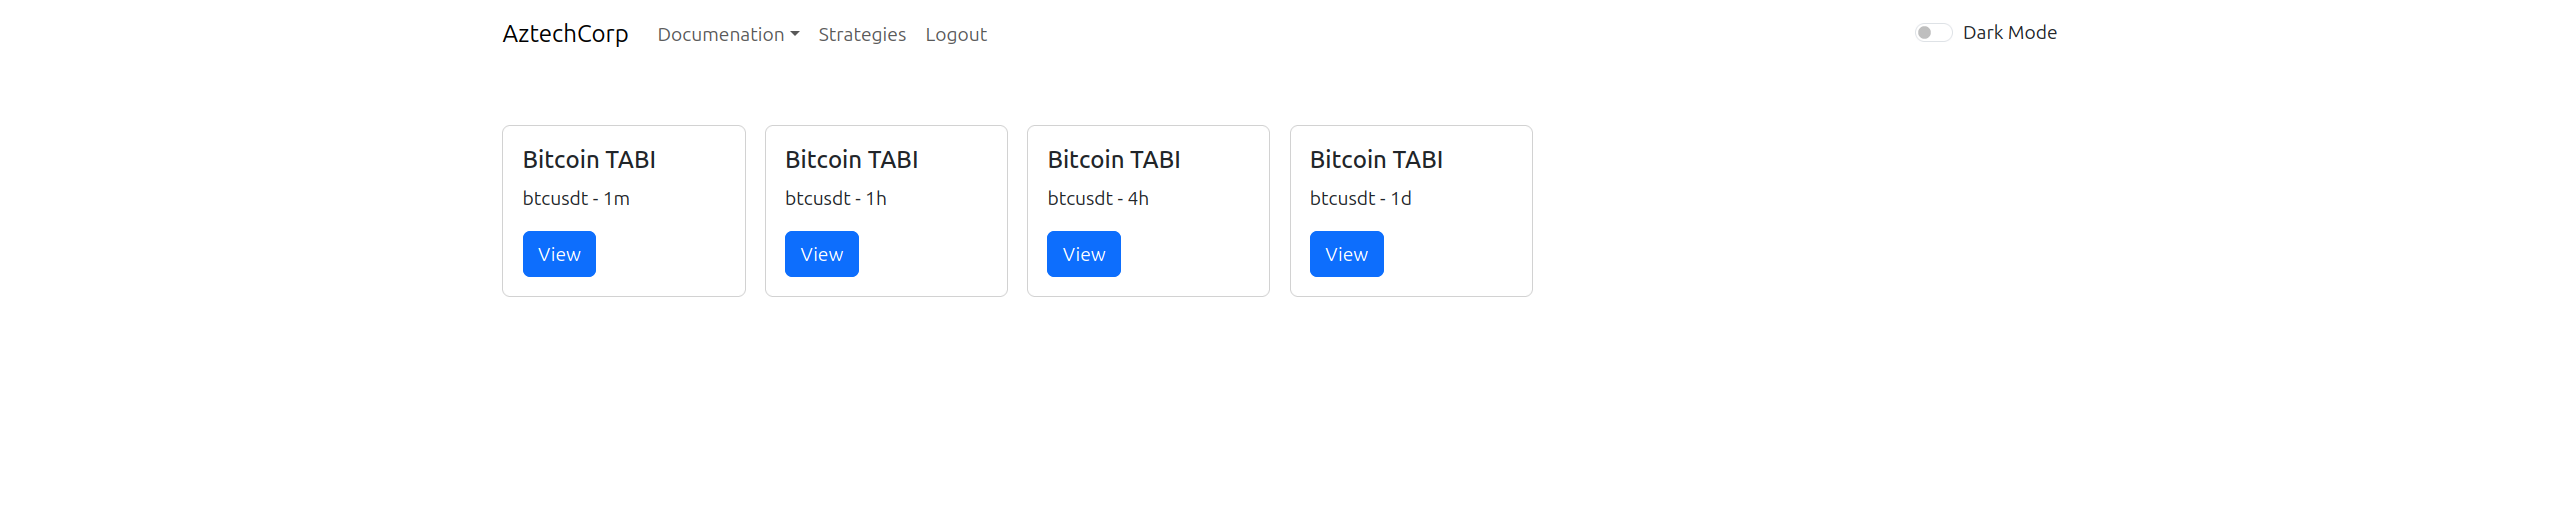 AztechCorp Documenation Strategies Logout Dark Mode
Bitcoin TABI
btcusdt - 1m
View
Bitcoin TABI
btcusdt - 1h
View
Bitcoin TABI
btcusdt - 4h
View
Bitcoin TABI
btcusdt - 1d
View